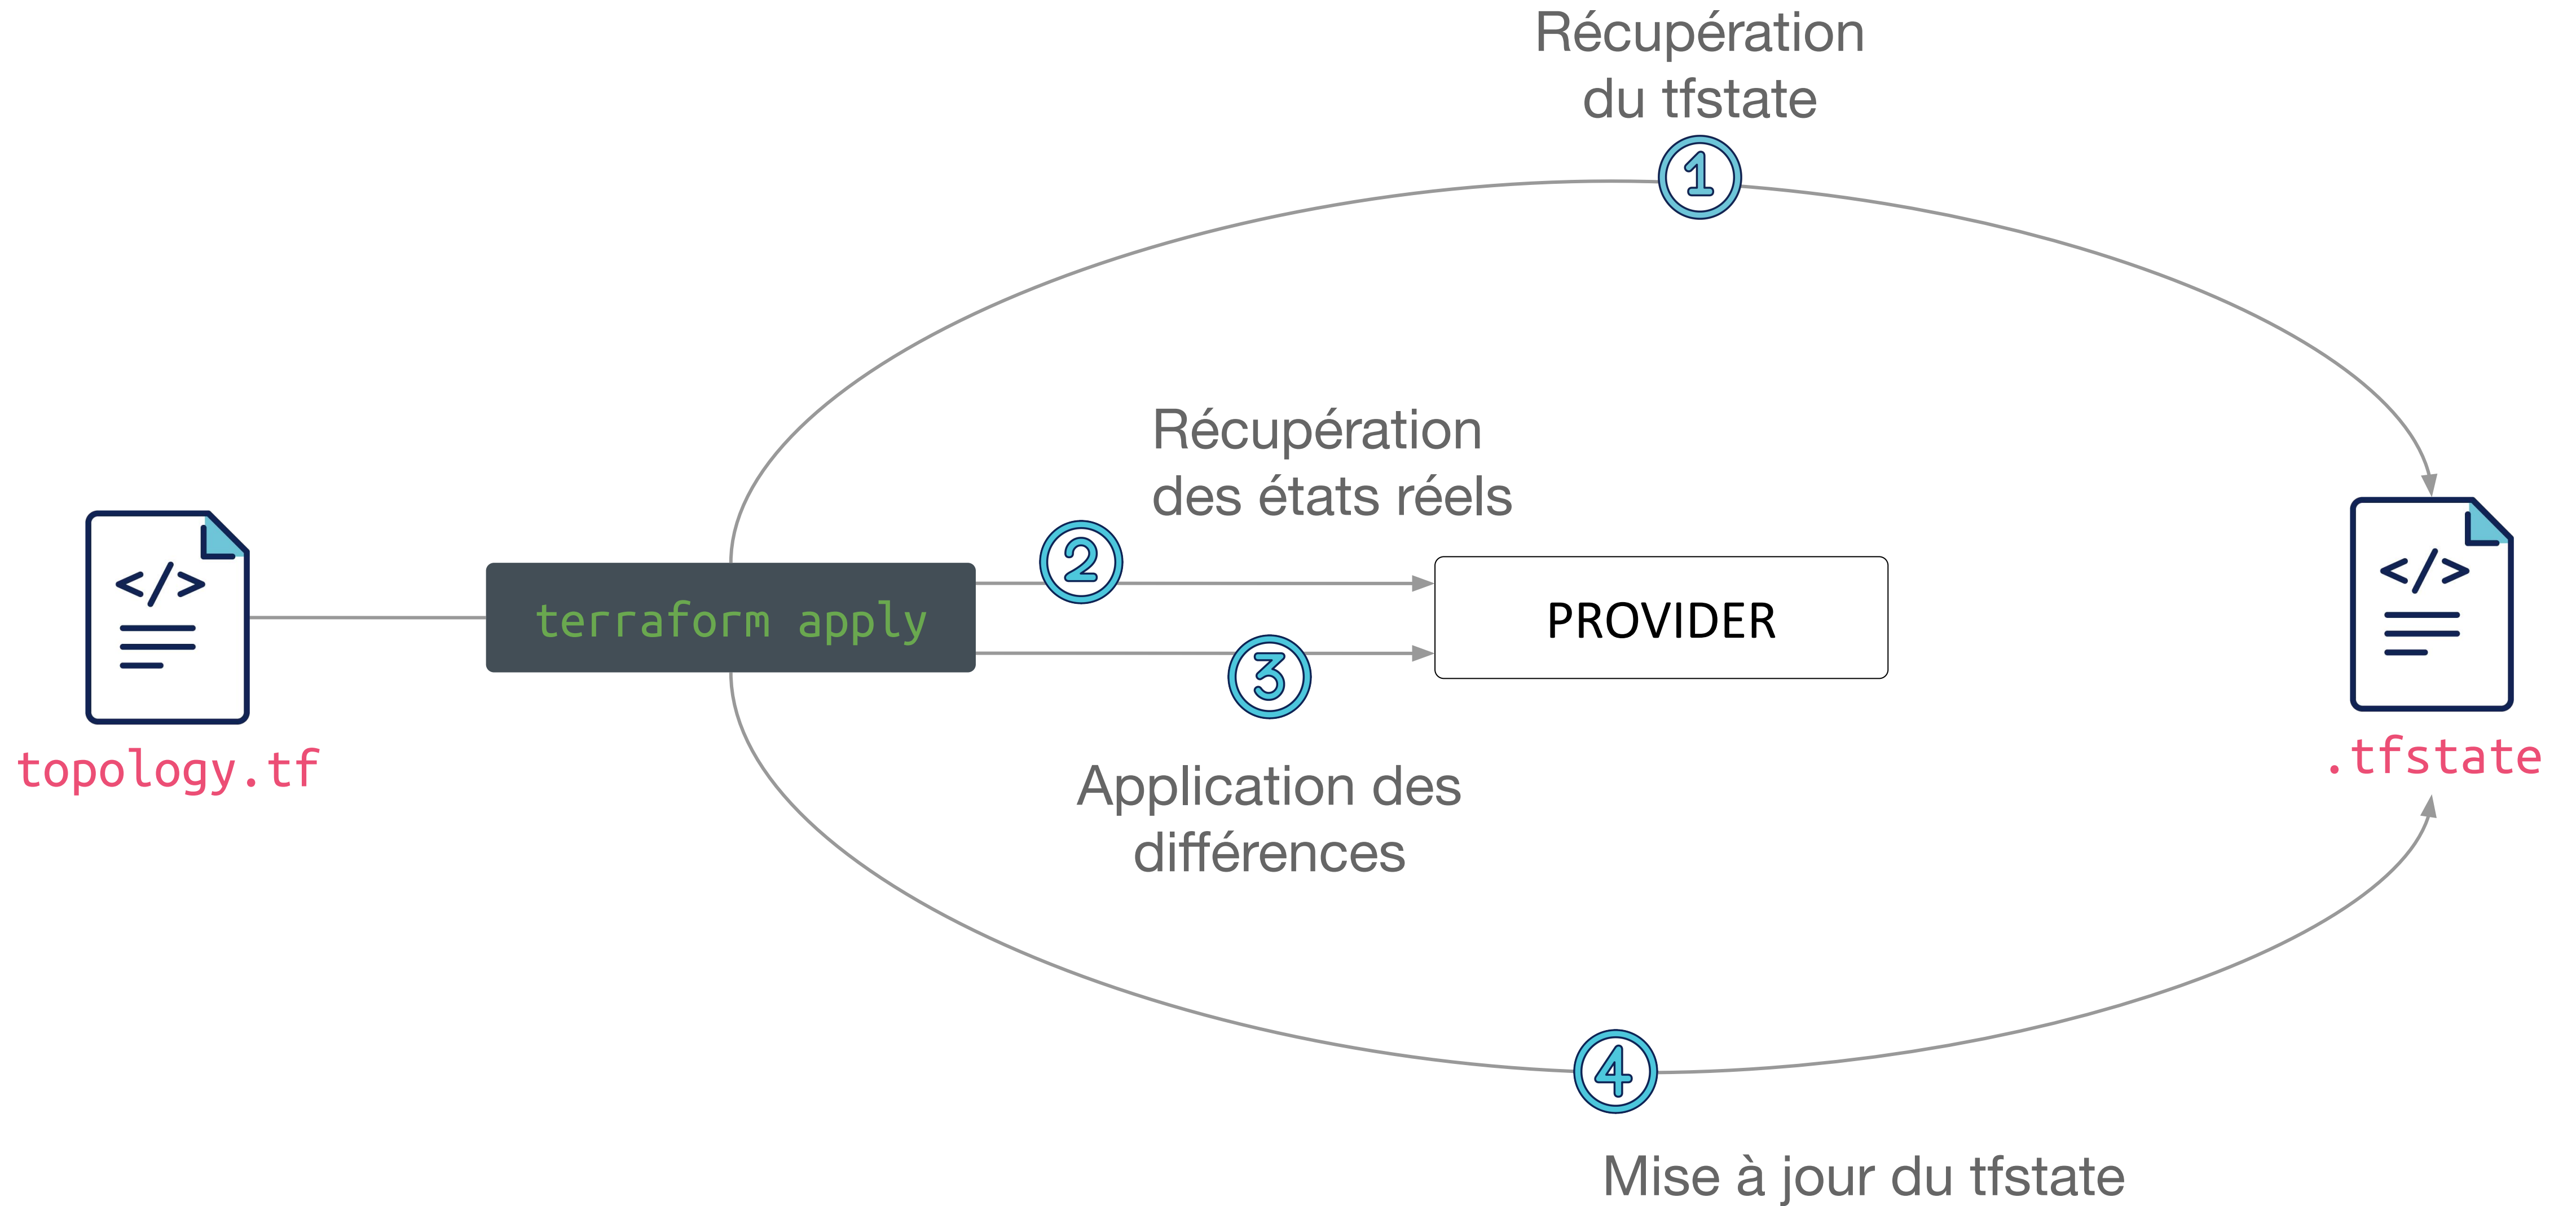 Récupération
du tfstate
1
Récupération
des états réels
2
</>
</>
terraform apply
PROVIDER
3
topology.tf
.tfstate
Application des
différences
4
Mise à jour du tfstate